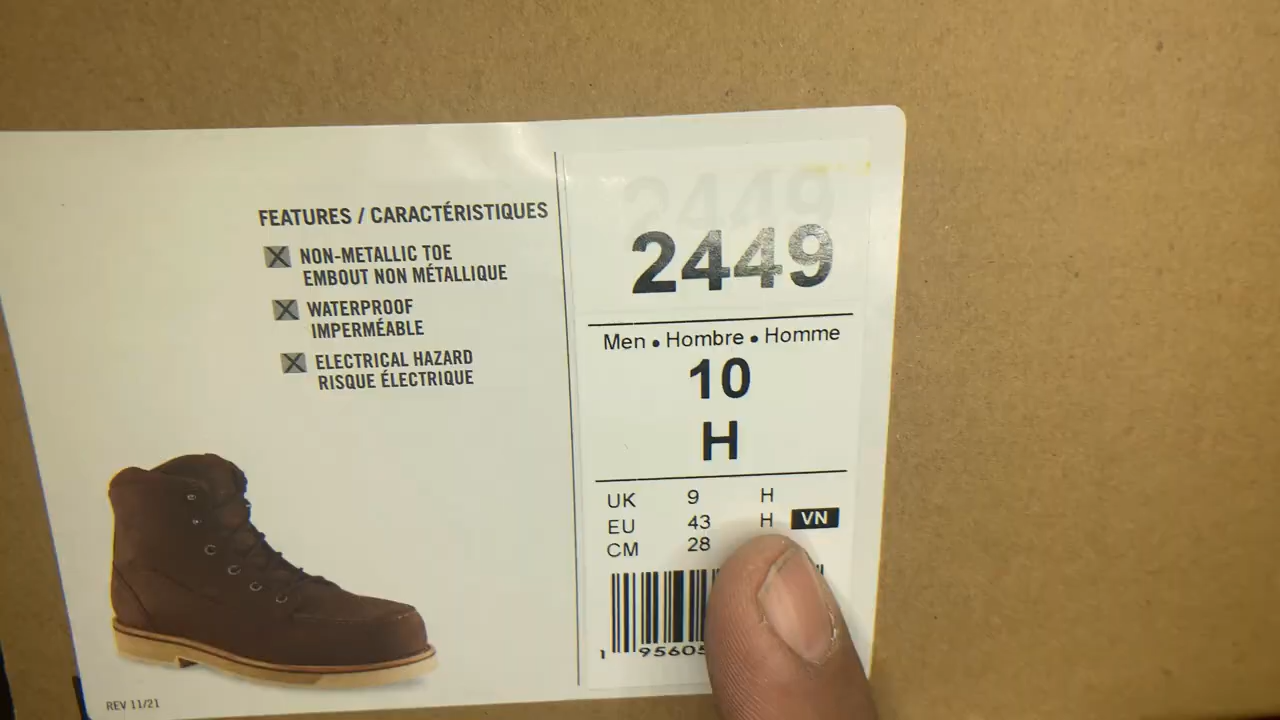 FEATURES / CARACTÉRISTIQUES
NON-METALLIC TOE
EMBOUT NON MÉTALLIQUE
WATERPROOF
IMPERMÉABLE
ELECTRICAL HAZARD
RISQUE ÉLECTRIQUE
REV 11/21
2449
2449
Men • Hombre • Homme
10
H
UK 9 H
EU 43 H VN
CM 28
1 95605